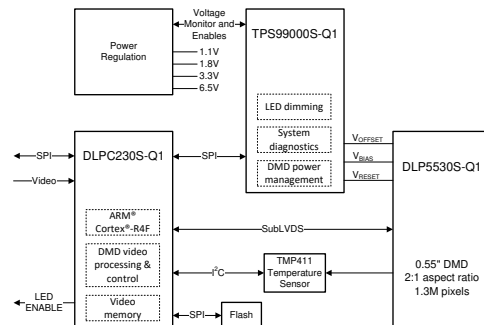 Voltage
Monitor and
Enables
Power
Regulation
1.1V
1.8V
3.3V
6.5V
TPS99000S-Q1
LED dimming
System
diagnostics
DMD power
management
VOFFSET
VBIAS
VRESET
DLPC230S-Q1
SPI
Video
SPI
ARM®
Cortex®-R4F
DMD video
processing &
control
Video
memory
LED
ENABLE
SubLVDS
I²C
TMP411
Temperature
Sensor
SPI
Flash
DLP5530S-Q1
0.55" DMD
2:1 aspect ratio
1.3M pixels